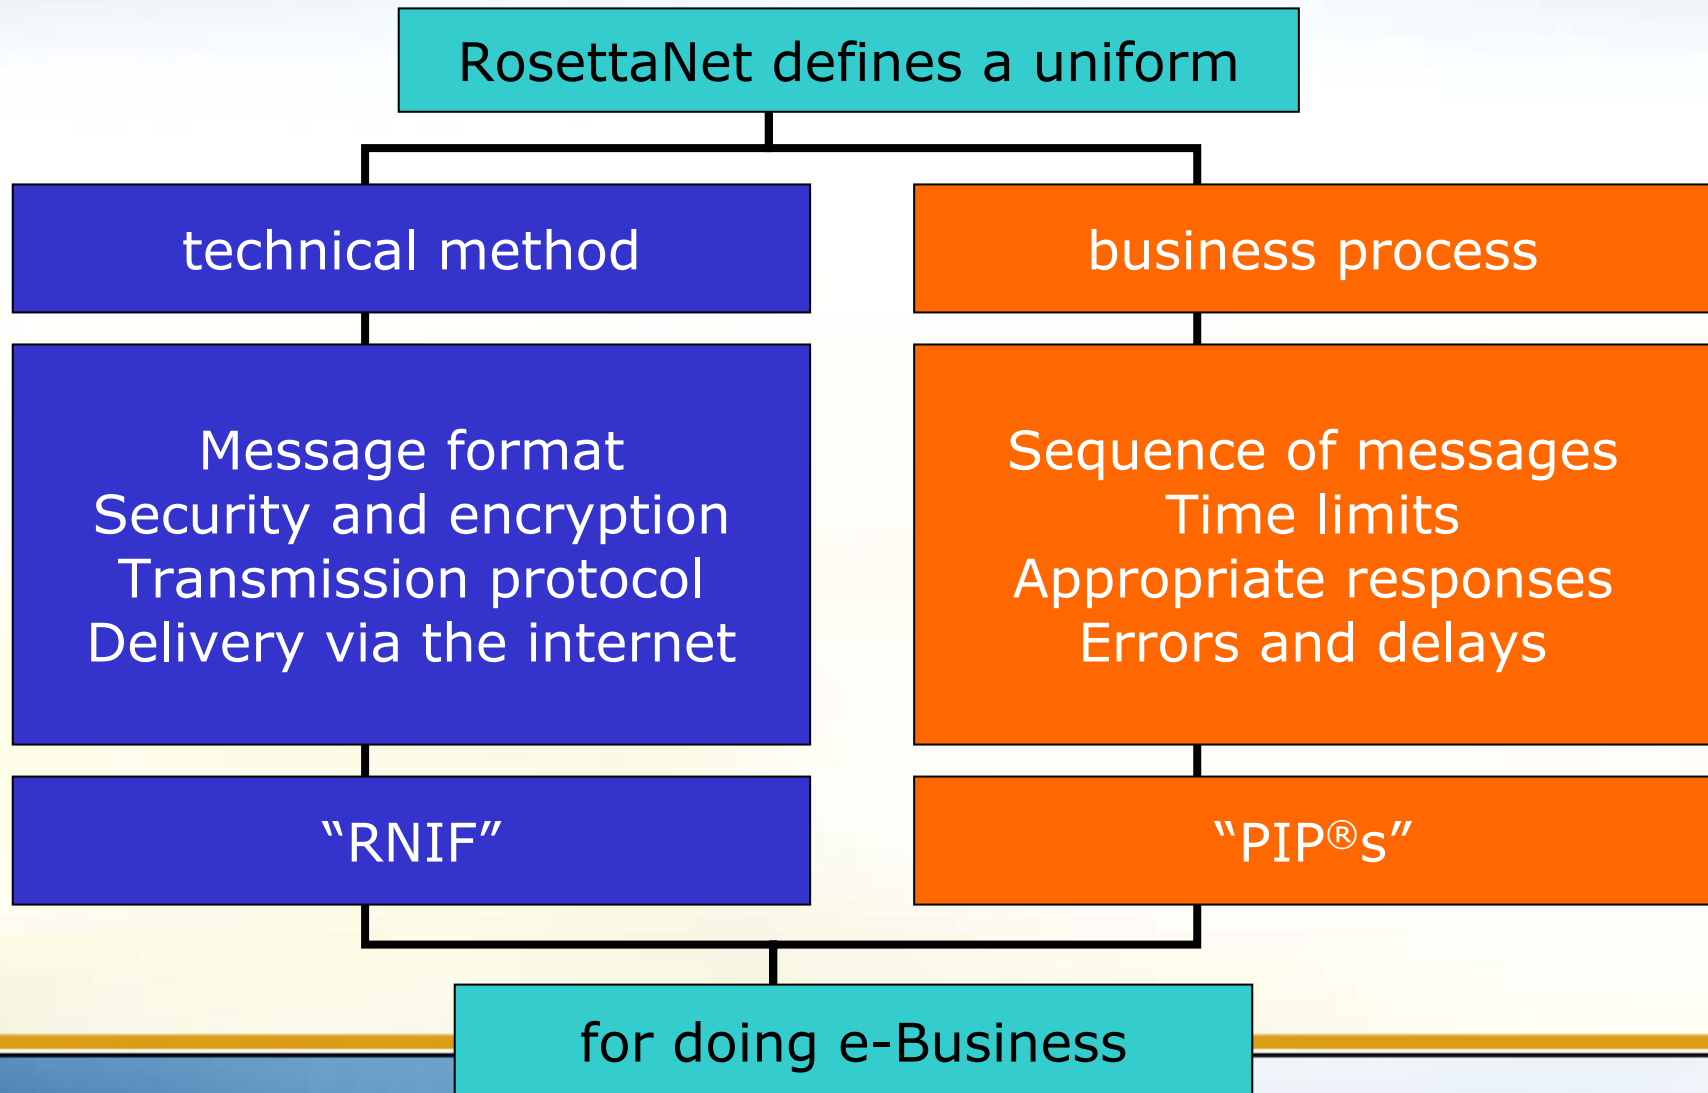 RosettaNet defines a uniform
technical method
Message format
Security and encryption
Transmission protocol
Delivery via the internet
“RNIF”
business process
Sequence of messages
Time limits
Appropriate responses
Errors and delays
“PIP®s”
for doing e-Business